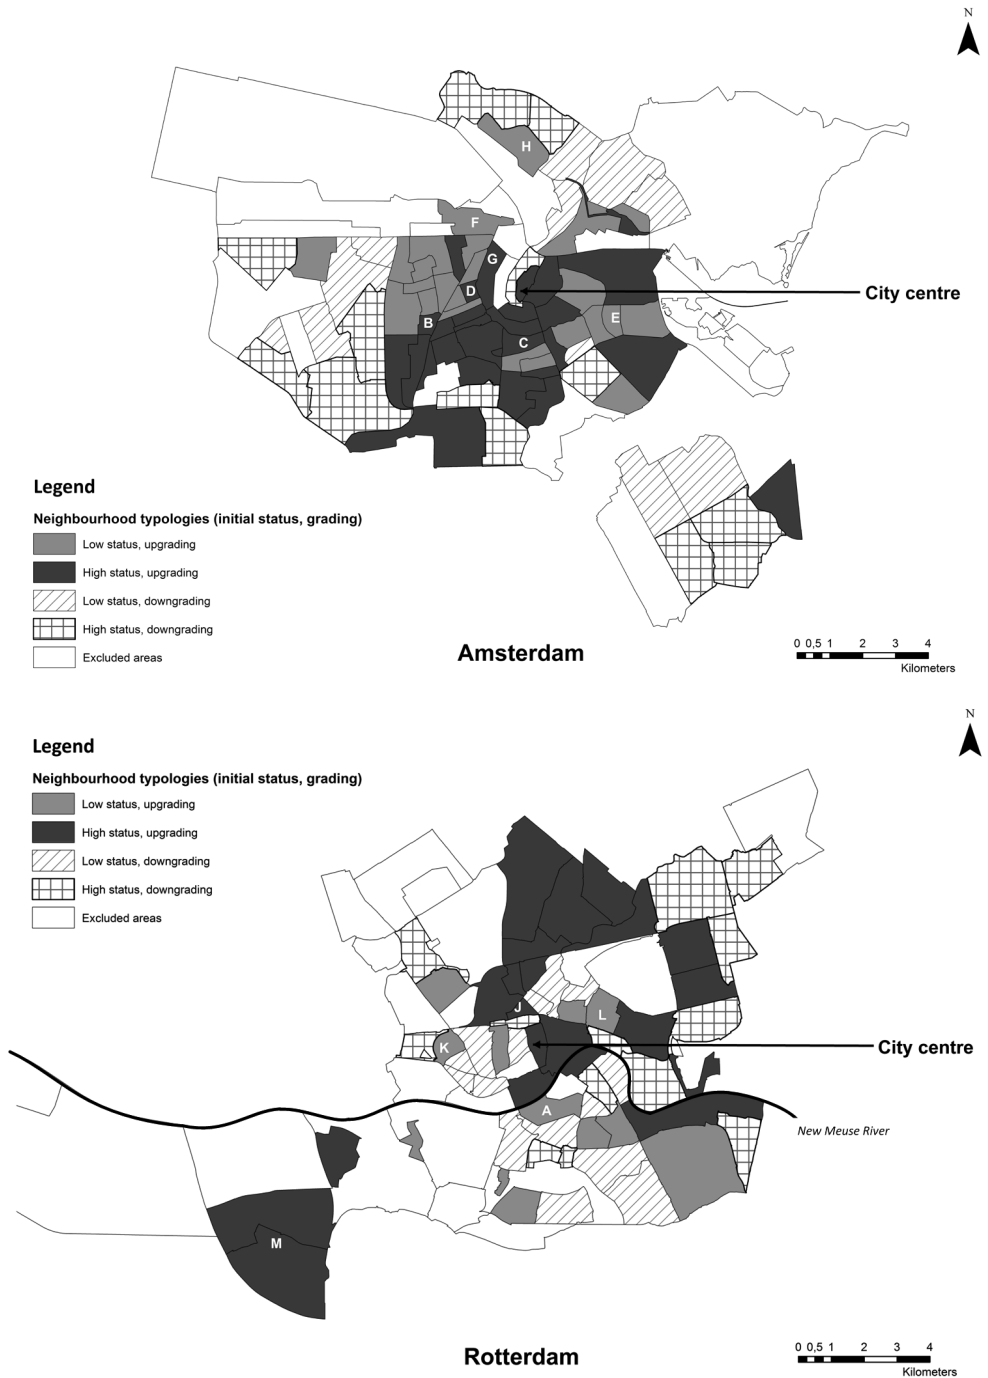 N
H
F
G
D
City centre
B
E
C
Legend
Neighbourhood typologies (initial status, grading)
Low status, upgrading
High status, upgrading
Low status, downgrading
High status, downgrading
Excluded areas
Amsterdam
0 0,5 1 2 3 4
Kilometers
N
Legend
Neighbourhood typologies (initial status, grading)
Low status, upgrading
High status, upgrading
Low status, downgrading
High status, downgrading
Excluded areas
J
L
K
City centre
A
New Meuse River
M
Rotterdam
0 0,5 1 2 3 4
Kilometers